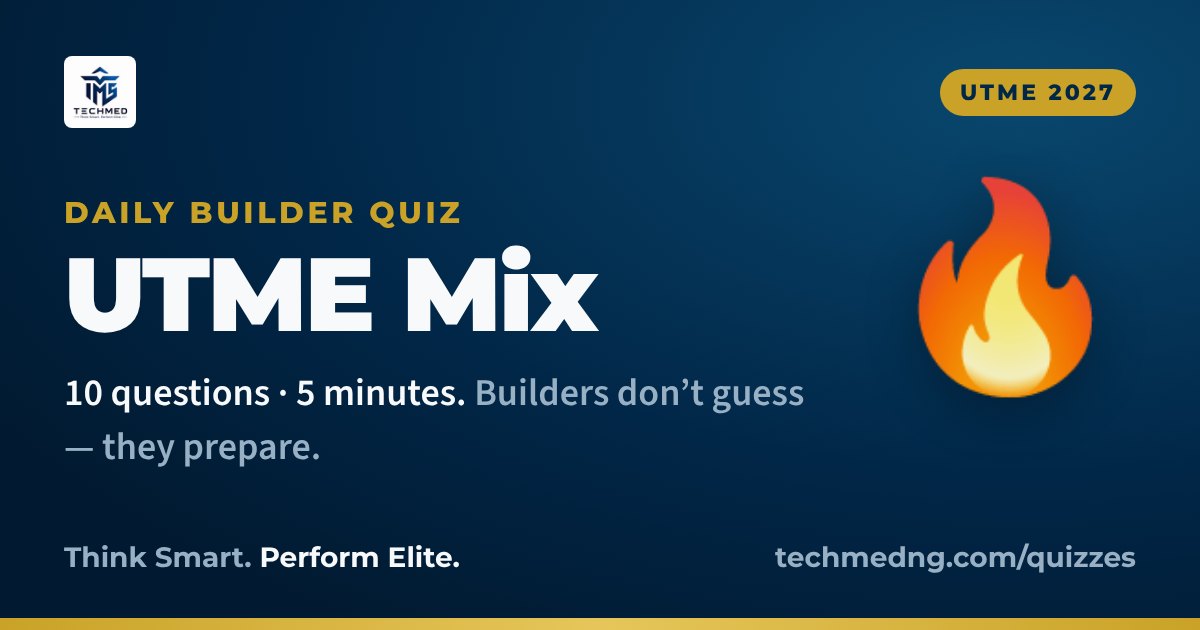 TECHMED
UTME 2027
DAILY BUILDER QUIZ
UTME Mix
10 questions · 5 minutes. Builders don’t guess
— they prepare.
Think Smart. Perform Elite.
techmedng.com/quizzes